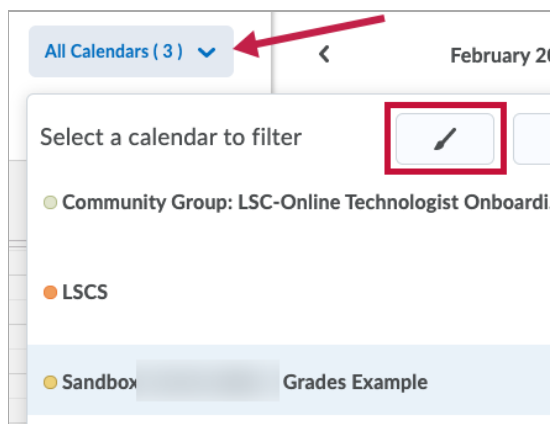 All Calendars ( 3 )
February 20
Select a calendar to filter
Community Group: LSC-Online Technologist Onboardi.
LSCS
Sandbox Grades Example